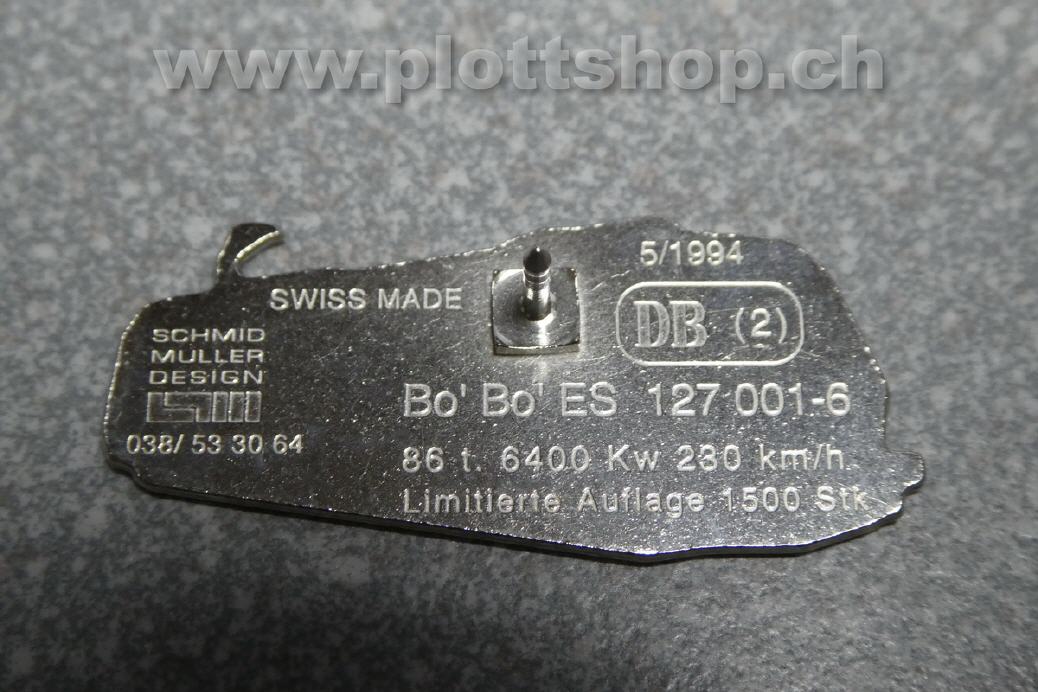 www.plottshop.ch
5/1994
SWISS MADE
DB (2)
SCHMID
MULLER
DESIGN
038/ 53 30 64
Bo' Bo' ES 127 001-6
86 t. 6400 Kw 230 km/h.
Limitierte Auflage 1500 Stk